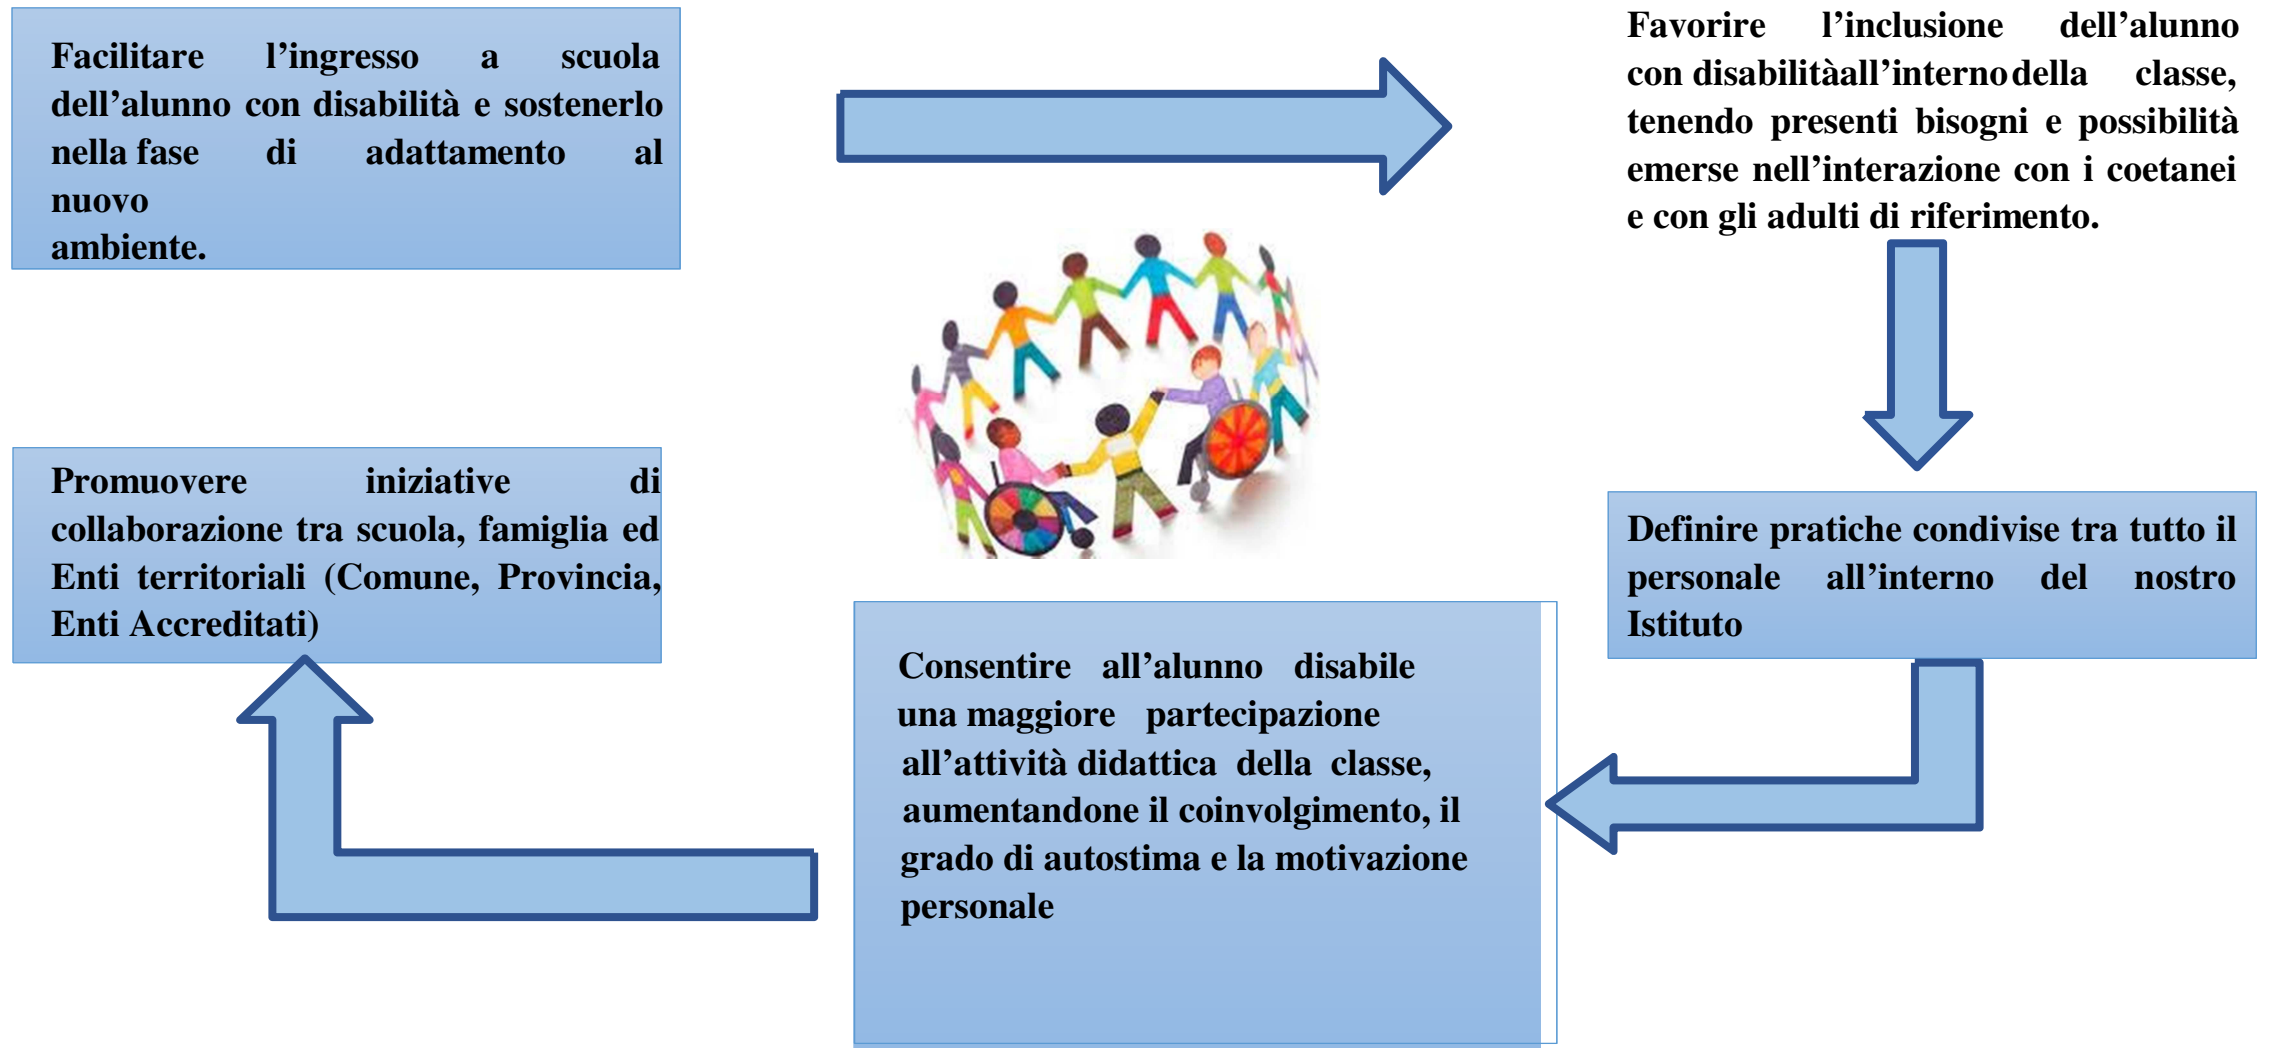 Facilitare l’ingresso a scuola
dell’alunno con disabilità e sostenerlo
nella fase di adattamento al
nuovo
ambiente.
Favorire l’inclusione dell’alunno
con disabilitàall’interno della classe,
tenendo presenti bisogni e possibilità
emerse nell’interazione con i coetanei
e con gli adulti di riferimento.
Definire pratiche condivise tra tutto il
personale all’interno del nostro
Istituto
Consentire all’alunno disabile
una maggiore partecipazione
all’attività didattica della classe,
aumentandone il coinvolgimento, il
grado di autostima e la motivazione
personale
Promuovere iniziative di
collaborazione tra scuola, famiglia ed
Enti territoriali (Comune, Provincia,
Enti Accreditati)